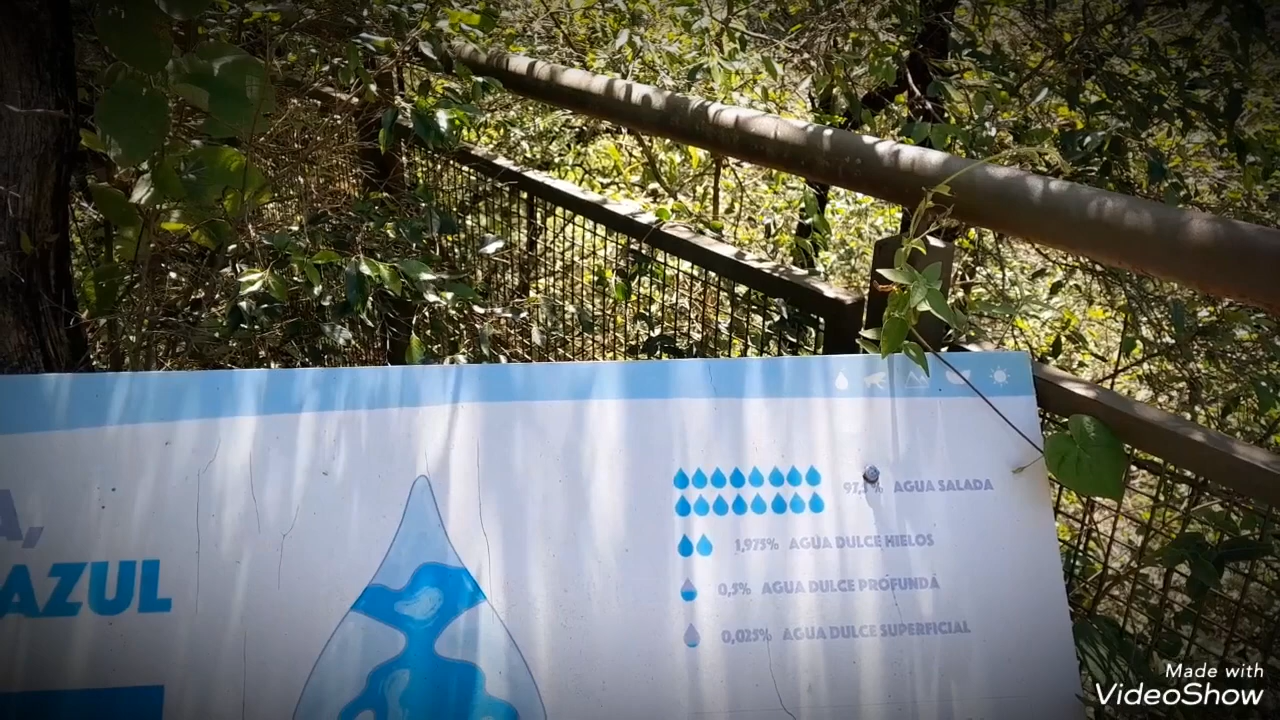 A,
AZUL
97,5% AGUA SALADA
1,975% AGUA DULCE HIELOS
0,5% AGUA DULCE PROFUNDA
0,025% AGUA DULCE SUPERFICIAL
Made with
VideoShow